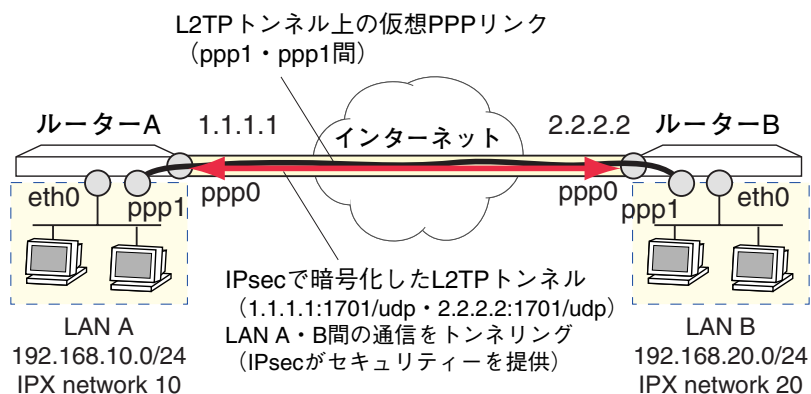 L2TPトンネル上の仮想PPPリンク
（ppp1・ppp1間）
ルーターA
1.1.1.1
インターネット
2.2.2.2
ルーターB
eth0
ppp1
ppp0
ppp0
ppp1
eth0
IPsecで暗号化したL2TPトンネル
（1.1.1.1:1701/udp・2.2.2.2:1701/udp）
LAN A・B間の通信をトンネリング
（IPsecがセキュリティーを提供）
LAN A
192.168.10.0/24
IPX network 10
LAN B
192.168.20.0/24
IPX network 20